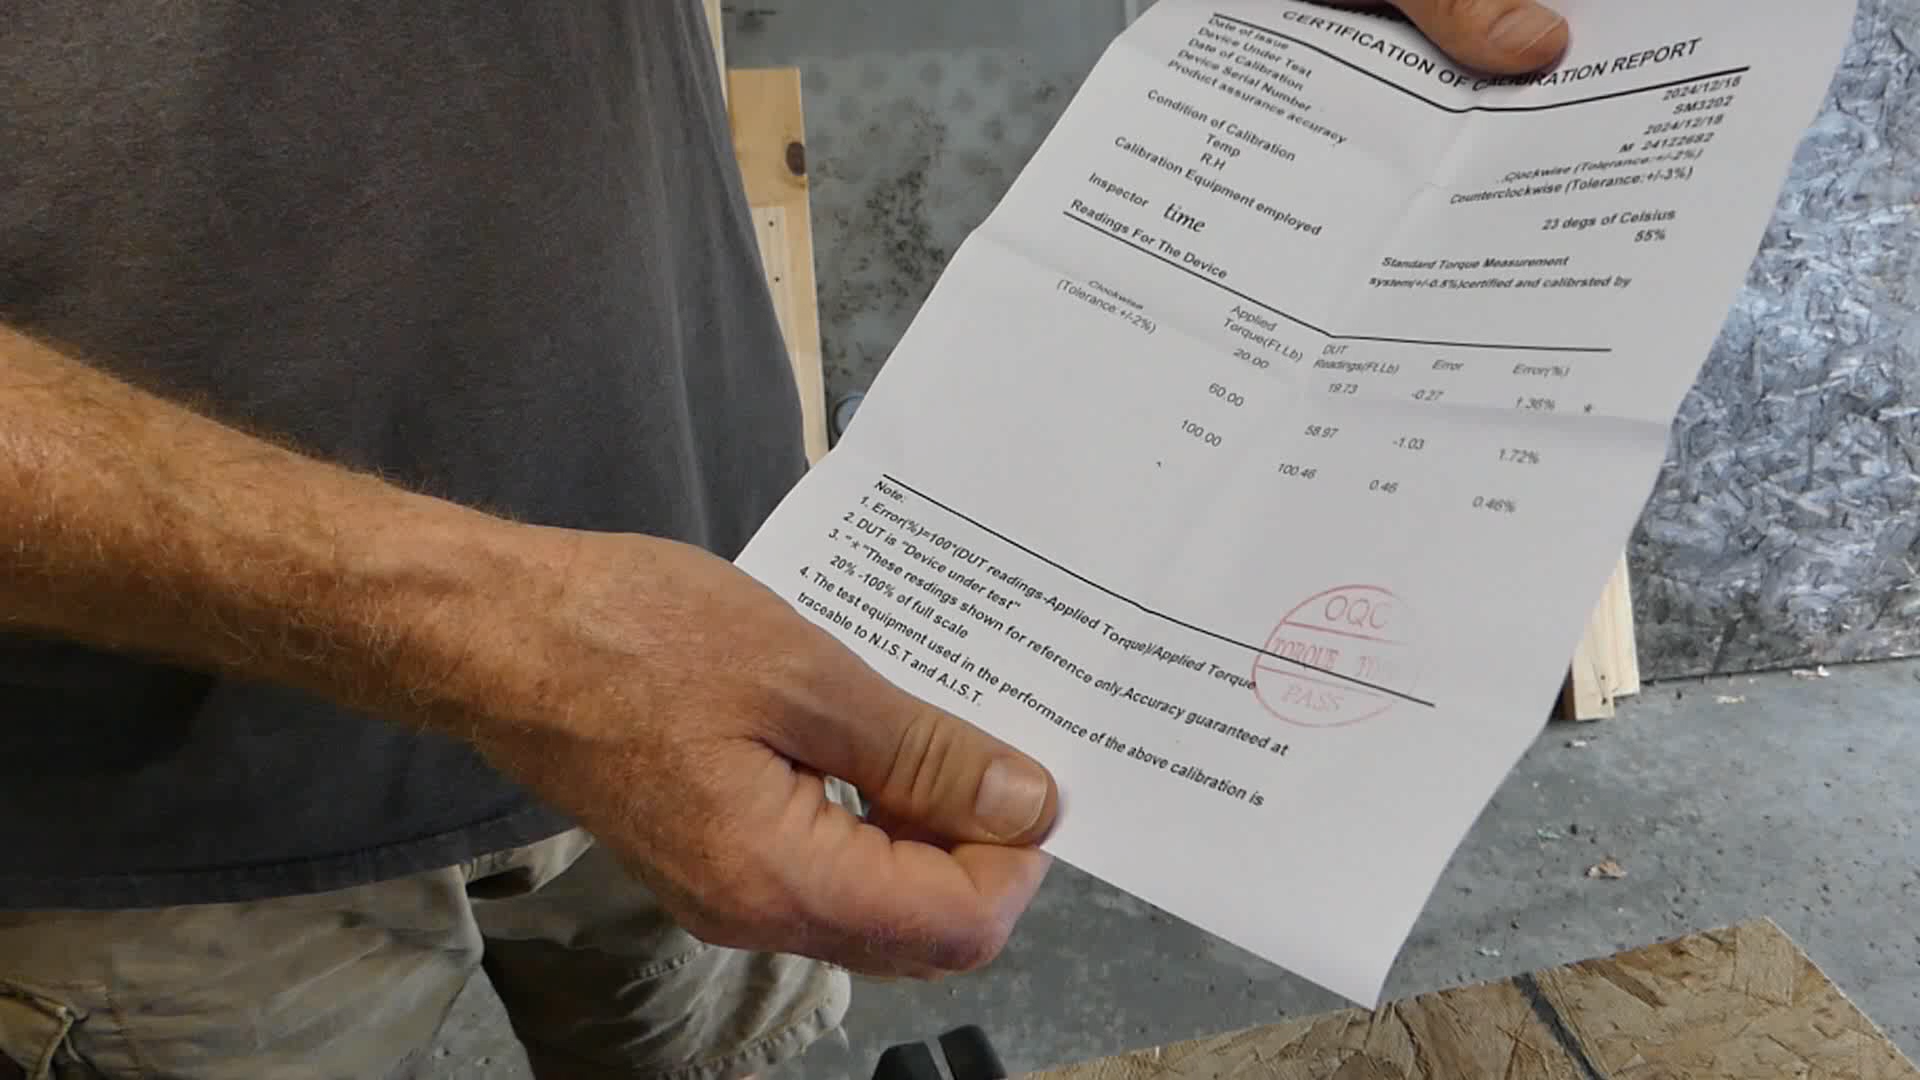 CERTIFICATION OF CALIBRATION REPORT
Date of Issue 2024/12/18
Device Under Test SM3202
Date of Calibration 2024/12/18
Device Serial Number M 24122682
Product assurance accuracy Clockwise (Tolerance:+/-2%)
Counterclockwise (Tolerance:+/-3%)
Condition of Calibration
Temp 23 degs of Celsius
R.H 55%
Calibration Equipment employed Standard Torque Measurement
system(+/-0.5%)certified and calibrsted by
Inspector time
Readings For The Device
Clockwise
(Tolerance:+/-2%)
Applied
Torque(Ft.Lb)
DUT
Readings(Ft.Lb)
Error
Error(%)
20.00 19.73 -0.27 1.36% *
60.00 58.97 -1.03 1.72%
100.00 100.46 0.46 0.46%
Note:
1. Error(%)=100*(DUT readings-Applied Torque)/Applied Torque
2. DUT is "Device under test"
3. "*"These resdings shown for reference only.Accuracy guaranteed at
20% -100% of full scale
4. The test equipment used in the performance of the above calibration is
traceable to N.I.S.T and A.I.S.T.
OQC
TORQUE
PASS